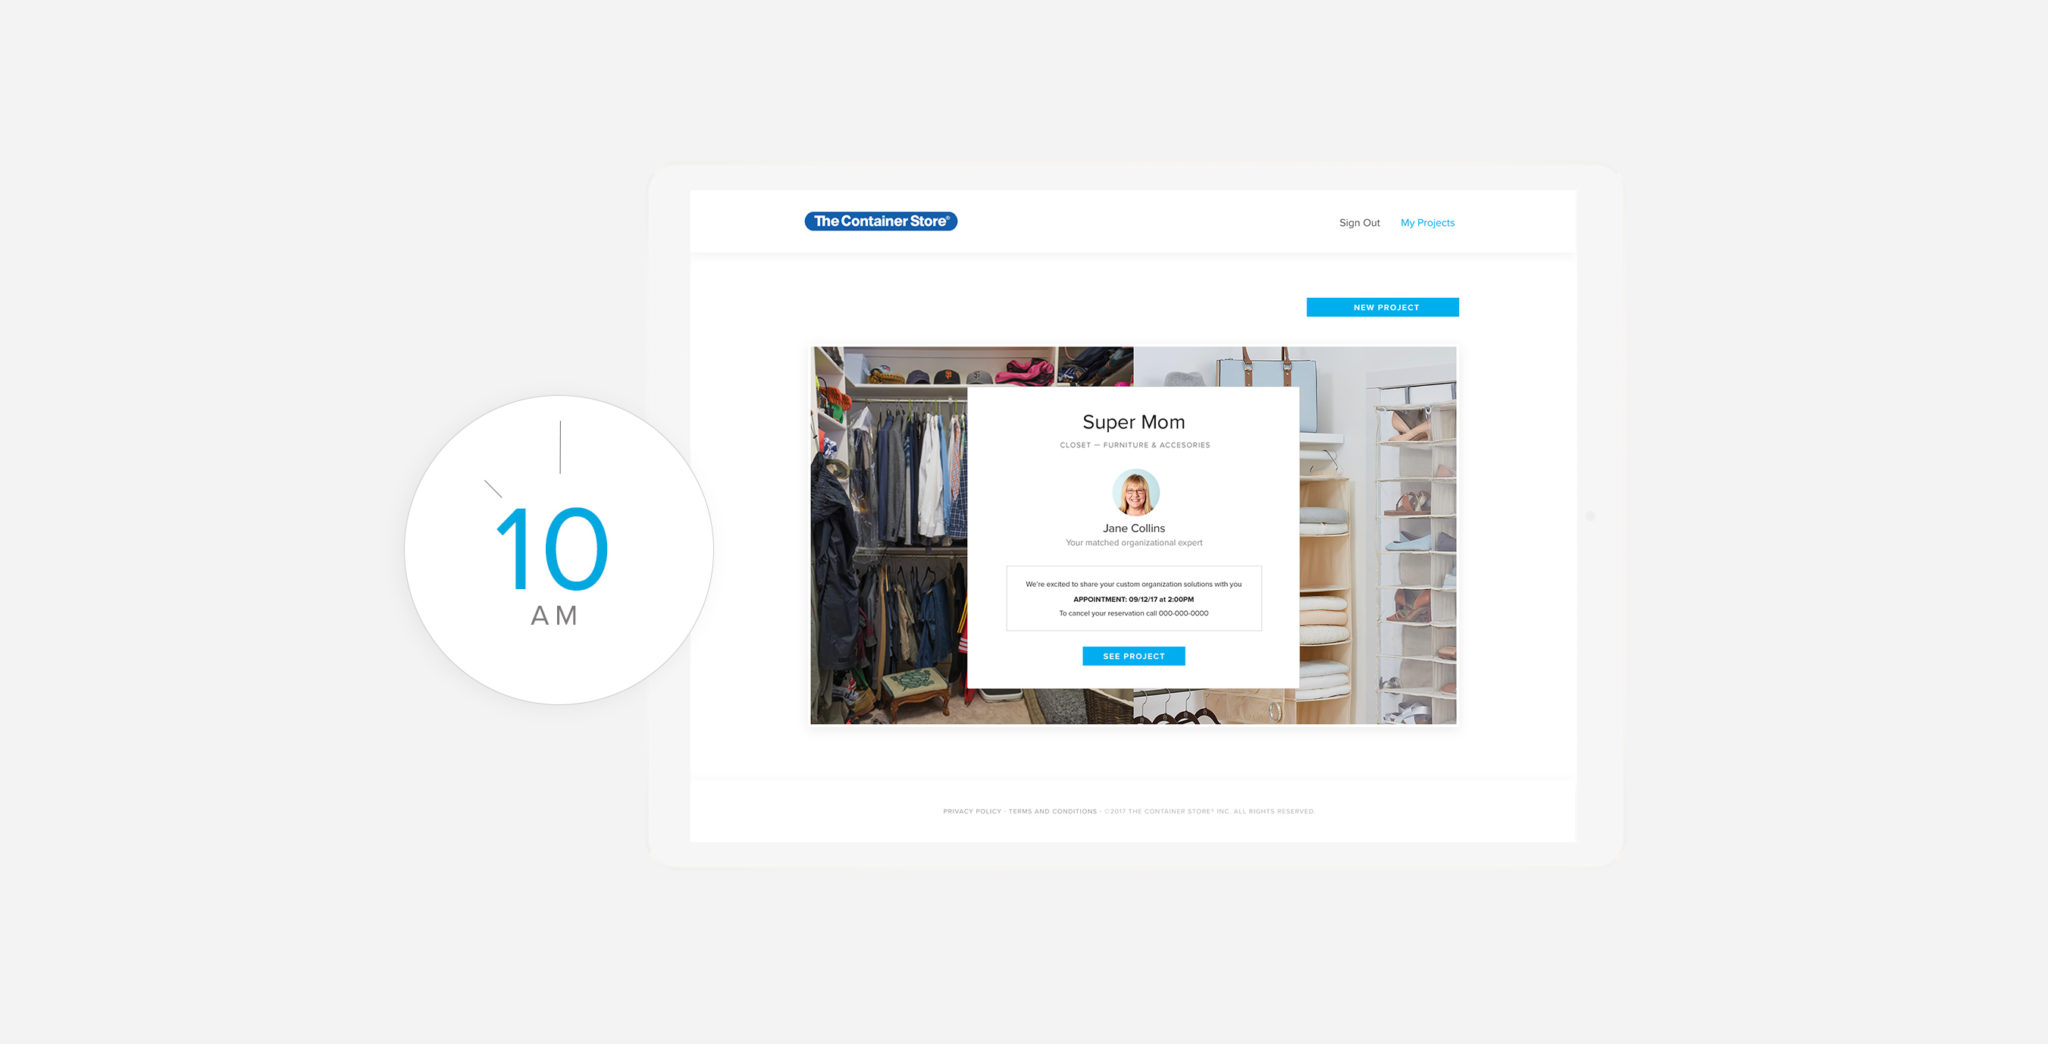 The Container Store®
Sign Out
My Projects
NEW PROJECT
10
AM
Super Mom
CLOSET — FURNITURE & ACCESORIES
Jane Collins
Your matched organizational expert
We're excited to share your custom organization solutions with you
APPOINTMENT: 09/12/17 at 2:00PM
To cancel your reservation call 000-000-0000
SEE PROJECT
PRIVACY POLICY - TERMS AND CONDITIONS - ©2017 THE CONTAINER STORE® INC. ALL RIGHTS RESERVED.